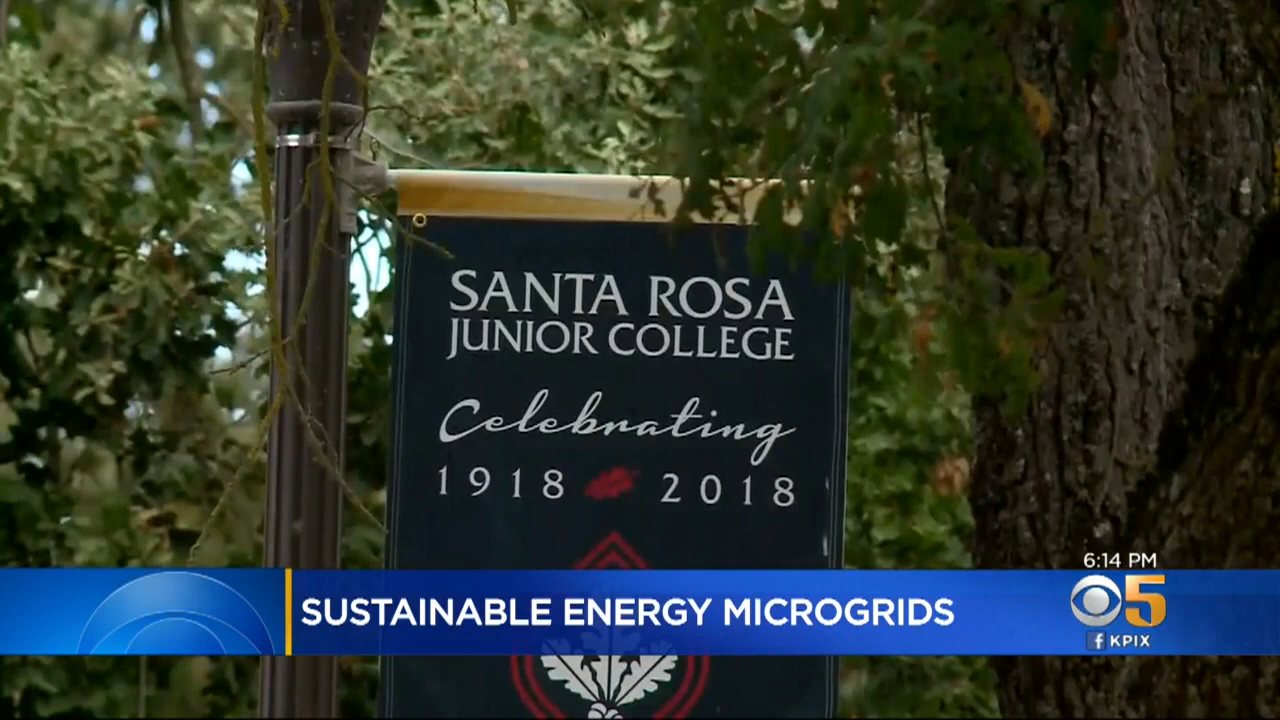 SANTA ROSA
JUNIOR COLLEGE
Celebrating
1918 2018
6:14 PM
SUSTAINABLE ENERGY MICROGRIDS
5
f KPIX